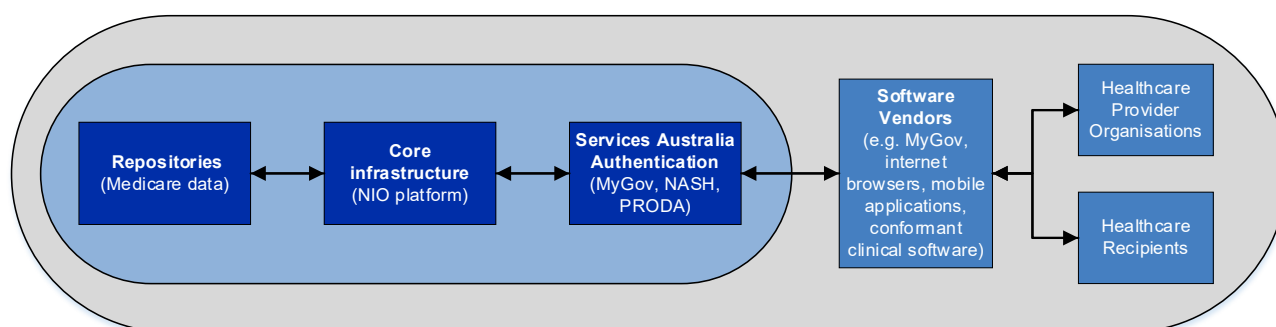 Repositories
(Medicare data)
Core
infrastructure
(NIO platform)
Services Australia
Authentication
(MyGov, NASH,
PRODA)
Software
Vendors
(e.g. MyGov,
internet
browsers, mobile
applications,
conformant
clinical software)
Healthcare
Provider
Organisations
Healthcare
Recipients